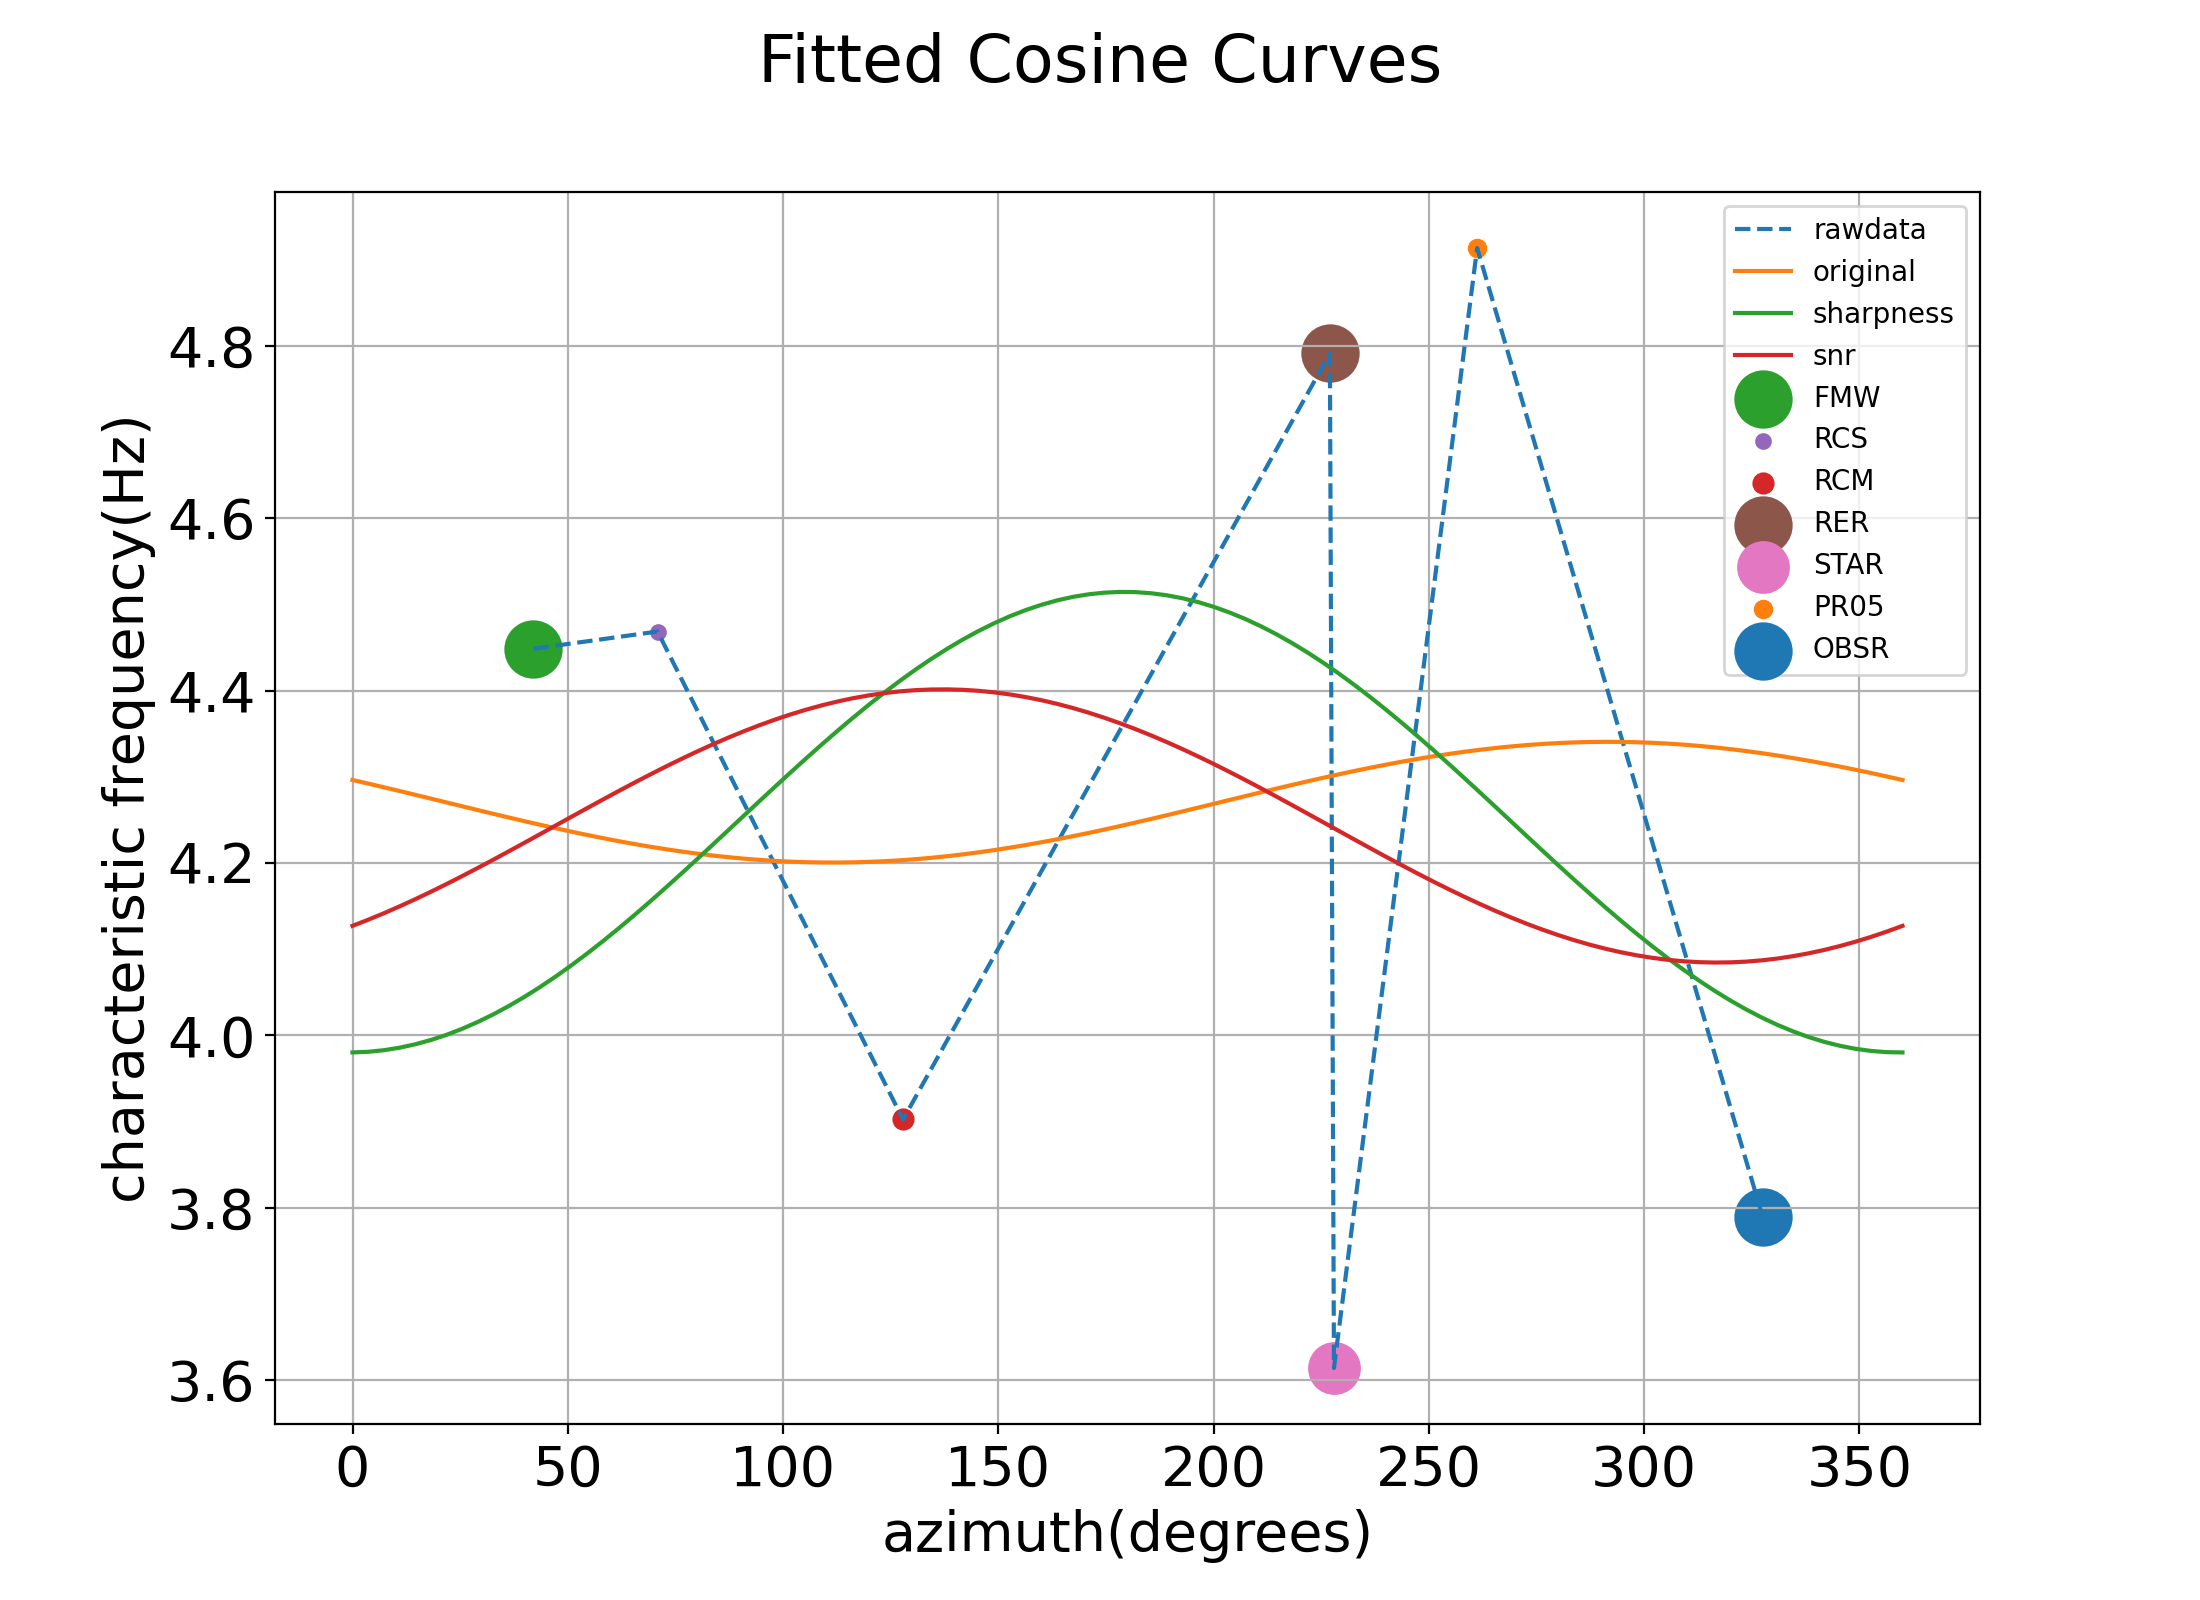 Fitted Cosine Curves
rawdata
original
sharpness
snr
FMW
RCS
RCM
RER
STAR
PR05
OBSR
characteristic frequency(Hz)
4.8
4.6
4.4
4.2
4.0
3.8
3.6
0 50 100 150 200 250 300 350
azimuth(degrees)